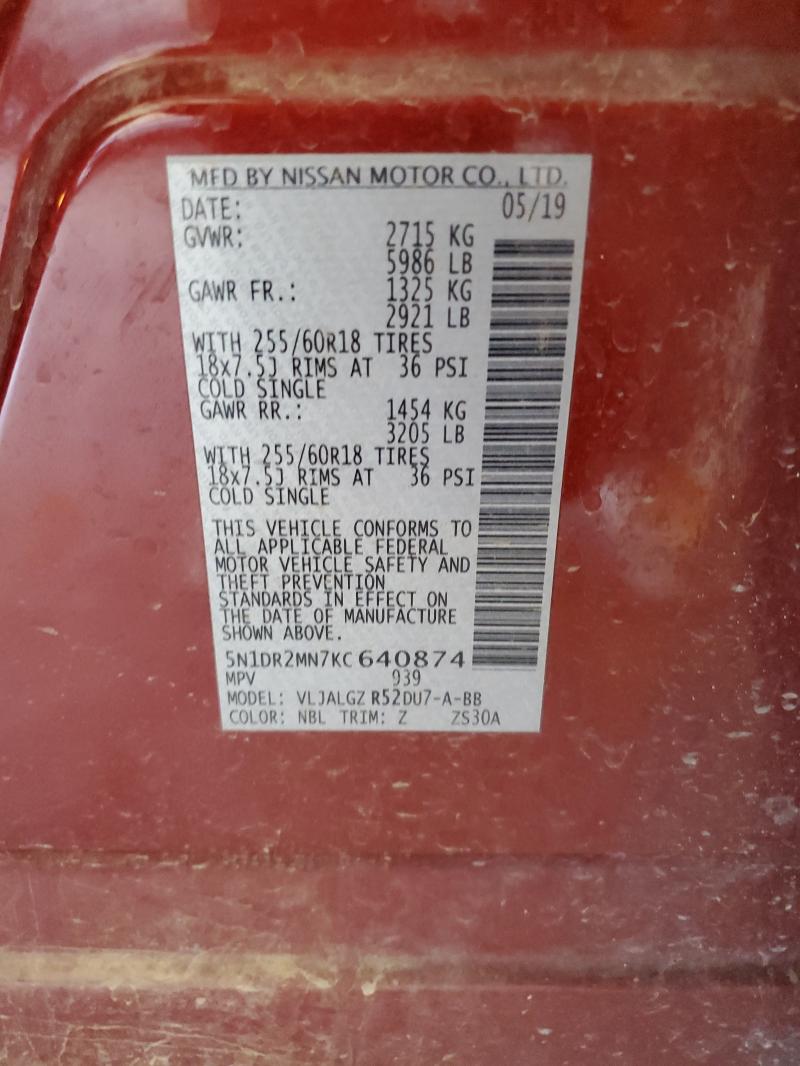 MFD BY NISSAN MOTOR CO., LTD.
DATE: 05/19
GVWR: 2715 KG
5986 LB
GAWR FR.: 1325 KG
2921 LB
WITH 255/60R18 TIRES
18x7.5J RIMS AT 36 PSI
COLD SINGLE
GAWR RR.: 1454 KG
3205 LB
WITH 255/60R18 TIRES
18x7.5J RIMS AT 36 PSI
COLD SINGLE
THIS VEHICLE CONFORMS TO
ALL APPLICABLE FEDERAL
MOTOR VEHICLE SAFETY AND
THEFT PREVENTION
STANDARDS IN EFFECT ON
THE DATE OF MANUFACTURE
SHOWN ABOVE.
5N1DR2MN7KC640874
MPV 939
MODEL: VLJALGZ R52DU7-A-BB
COLOR: NBL TRIM: Z ZS30A